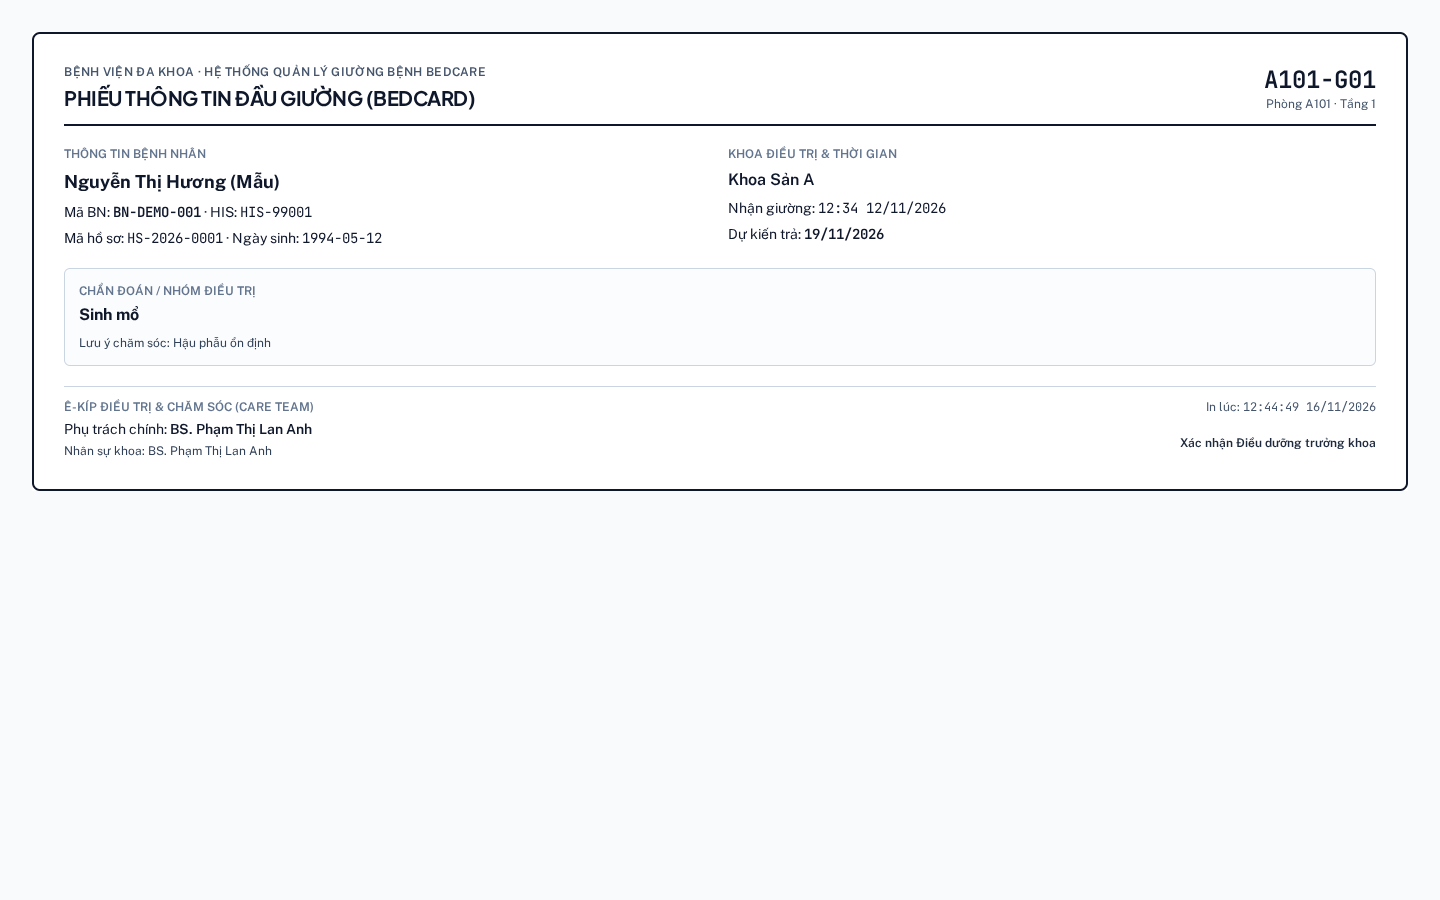 BỆNH VIỆN ĐA KHOA · HỆ THỐNG QUẢN LÝ GIƯỜNG BỆNH BEDCARE
PHIẾU THÔNG TIN ĐẦU GIƯỜNG (BEDCARD)
A101-G01
Phòng A101 · Tầng 1
THÔNG TIN BỆNH NHÂN
Nguyễn Thị Hương (Mẫu)
Mã BN: BN-DEMO-001 · HIS: HIS-99001
Mã hồ sơ: HS-2026-0001 · Ngày sinh: 1994-05-12
KHOA ĐIỀU TRỊ & THỜI GIAN
Khoa Sản A
Nhận giường: 12:34 12/11/2026
Dự kiến trả: 19/11/2026
CHẨN ĐOÁN / NHÓM ĐIỀU TRỊ
Sinh mổ
Lưu ý chăm sóc: Hậu phẫu ổn định
Ê-KÍP ĐIỀU TRỊ & CHĂM SÓC (CARE TEAM)
Phụ trách chính: BS. Phạm Thị Lan Anh
Nhân sự khoa: BS. Phạm Thị Lan Anh
In lúc: 12:44:49 16/11/2026
Xác nhận Điều dưỡng trưởng khoa